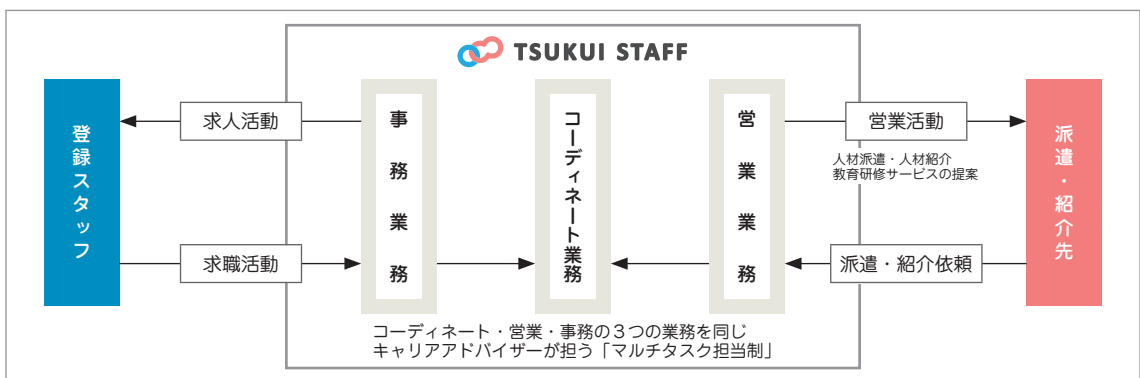 TSUKUI STAFF
登録スタッフ
求人活動
求職活動
事務業務
コーディネート業務
営業業務
営業活動
人材派遣・人材紹介
教育研修サービスの提案
派遣・紹介依頼
派遣・紹介先
コーディネート・営業・事務の３つの業務を同じ
キャリアアドバイザーが担う「マルチタスク担当制」